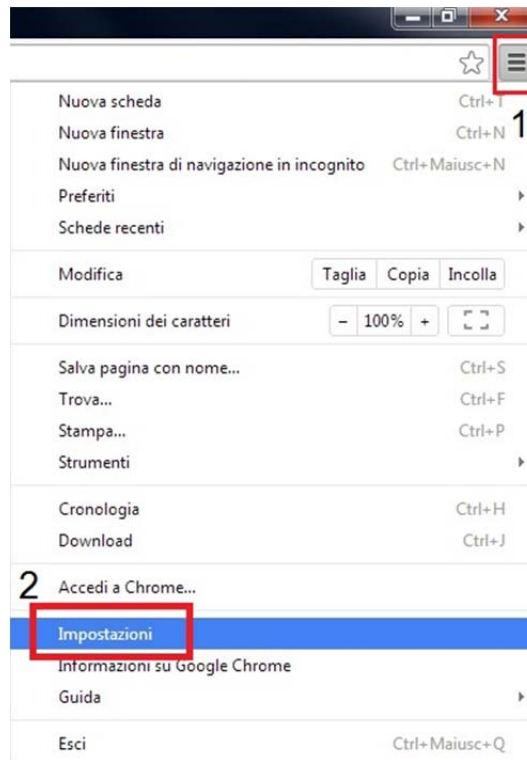 1
Nuova scheda Ctrl+T
Nuova finestra Ctrl+N
Nuova finestra di navigazione in incognito Ctrl+Maiusc+N
Preferiti
Schede recenti
Modifica Taglia Copia Incolla
Dimensioni dei caratteri - 100% +
Salva pagina con nome... Ctrl+S
Trova... Ctrl+F
Stampa... Ctrl+P
Strumenti
Cronologia Ctrl+H
Download Ctrl+J
2 Accedi a Chrome...
Impostazioni
Informazioni su Google Chrome
Guida
Esci Ctrl+Maiusc+Q